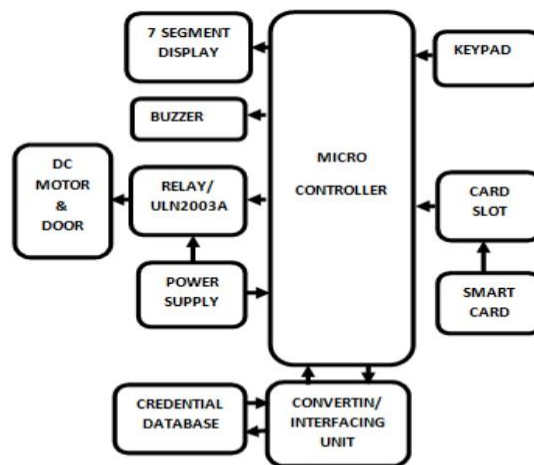 7 SEGMENT
DISPLAY
KEYPAD
BUZZER
MICRO
CONTROLLER
DC
MOTOR
&
DOOR
RELAY/
ULN2003A
CARD
SLOT
POWER
SUPPLY
SMART
CARD
CREDENTIAL
DATABASE
CONVERTIN/
INTERFACING
UNIT